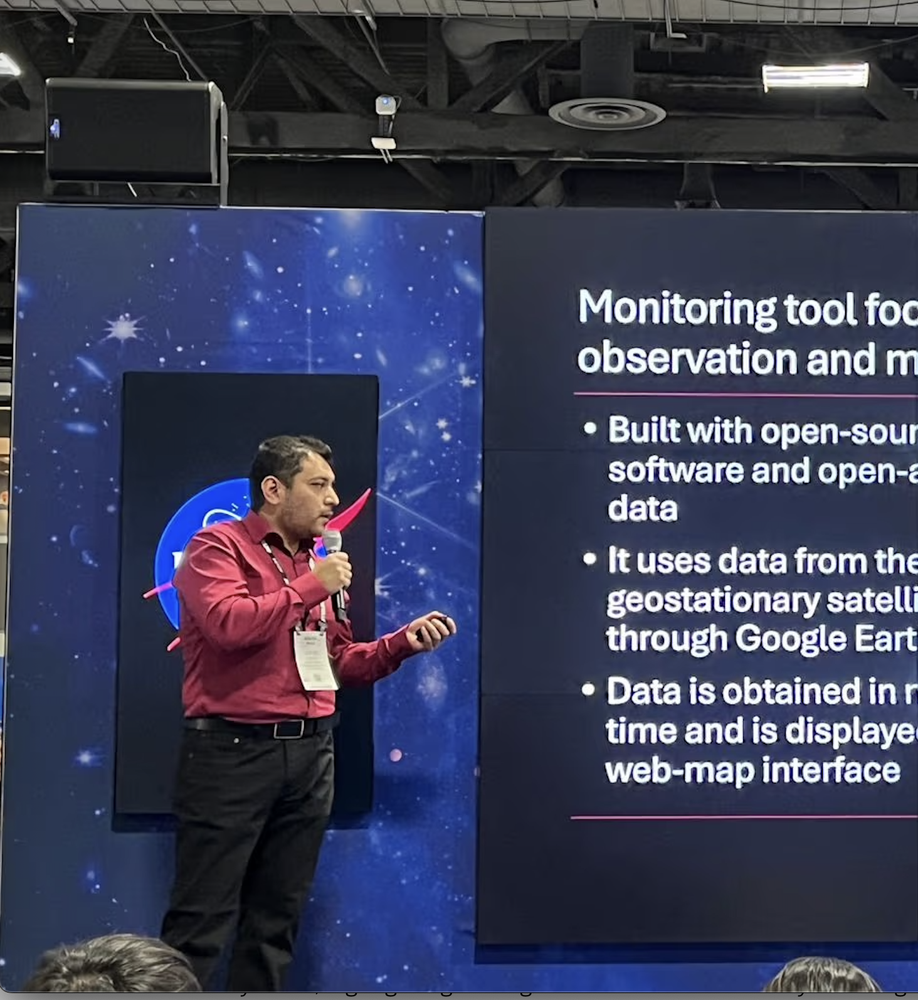 Monitoring tool foc
observation and m
• Built with open-sour
software and open-a
data
• It uses data from the
geostationary satelli
through Google Eart
• Data is obtained in r
time and is displaye
web-map interface